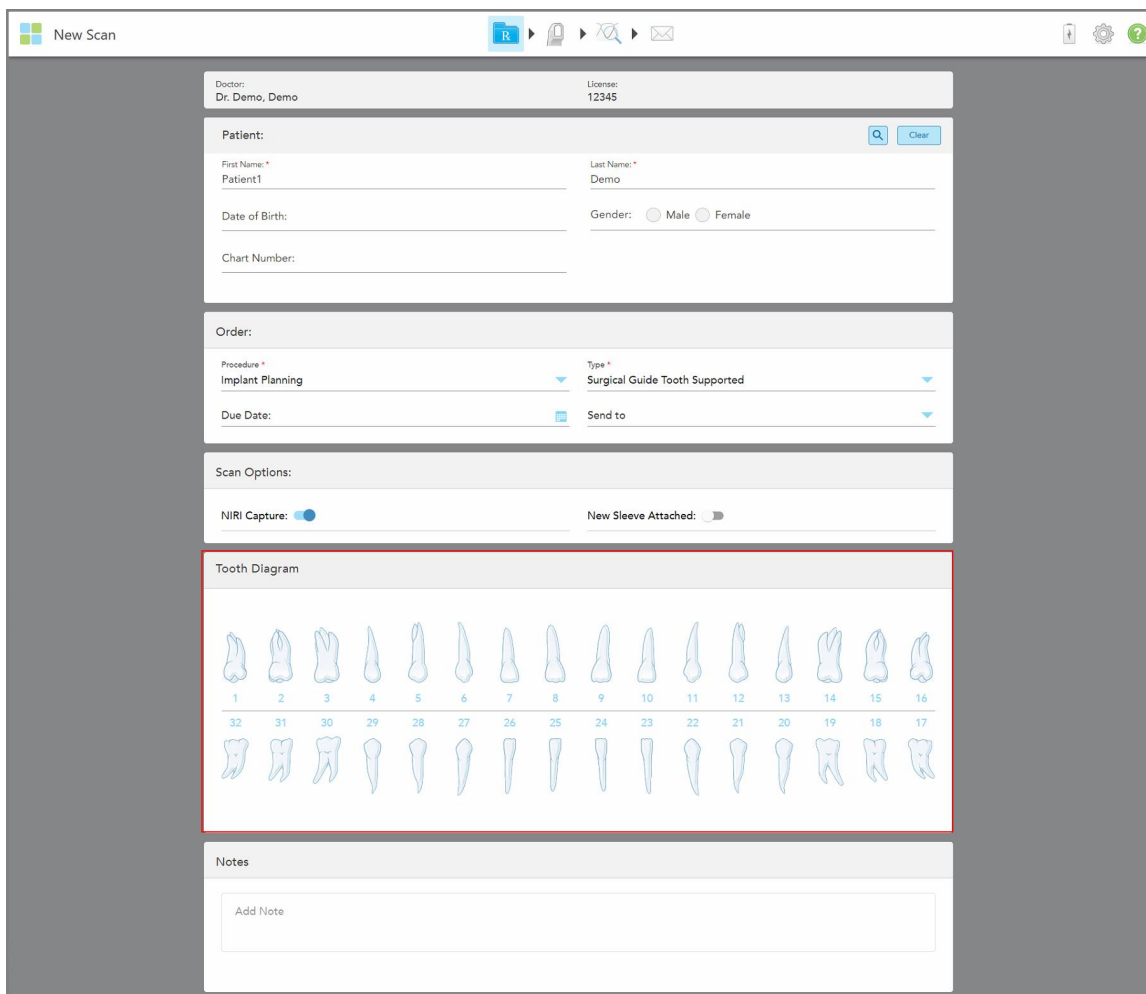 New Scan
R
?
Doctor: License:
Dr. Demo, Demo 12345
Patient: Clear
First Name: * Last Name: *
Patient1 Demo
Date of Birth: Gender: Male Female
Chart Number:
Order:
Procedure * Type *
Implant Planning Surgical Guide Tooth Supported
Due Date: Send to
Scan Options:
NIRI Capture: New Sleeve Attached:
Tooth Diagram
1 2 3 4 5 6 7 8 9 10 11 12 13 14 15 16
32 31 30 29 28 27 26 25 24 23 22 21 20 19 18 17
Notes
Add Note